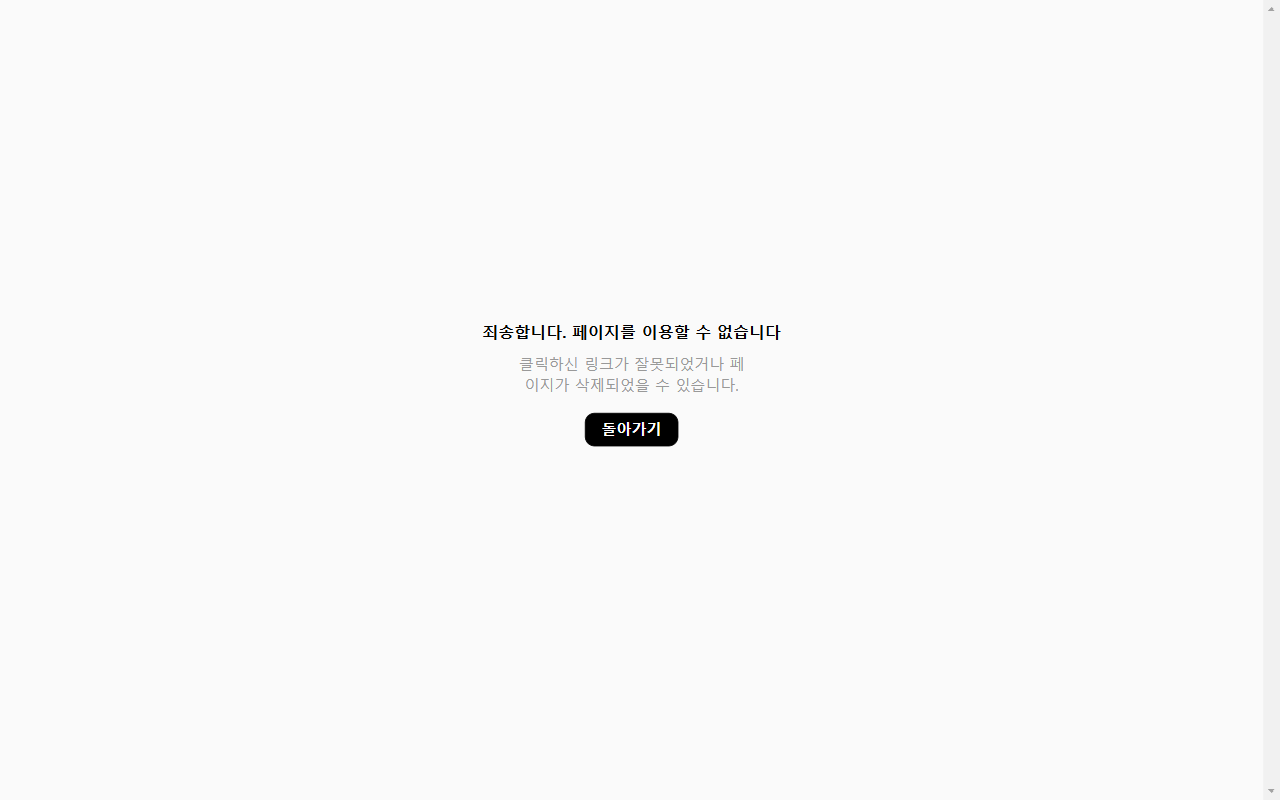 죄송합니다. 페이지를 이용할 수 없습니다
클릭하신 링크가 잘못되었거나 페
이지가 삭제되었을 수 있습니다.
돌아가기